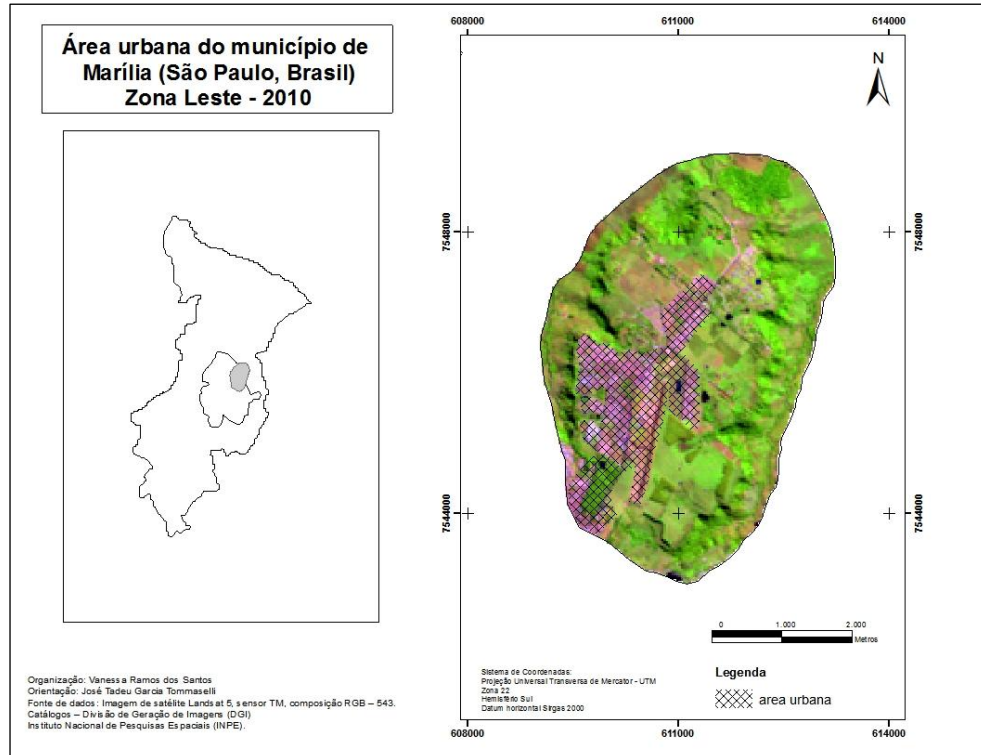 Área urbana do município de
Marília (São Paulo, Brasil)
Zona Leste - 2010
608000
611000
614000
N
7548000
7548000
7544000
7544000
0 1.000 2.000
Metros
Organização: Vanessa Ramos dos Santos
Orientação: José Tadeu Garcia Tommaselli
Fonte de dados: Imagem de satélite Landsat 5, sensor TM, composição RGB – 543.
Catálogos – Divisão de Geração de Imagens (DGI)
Instituto Nacional de Pesquisas Espaciais (INPE).
Sistema de Coordenadas:
Projeção Universal Transversa de Mercator - UTM
Zona 22
Hemisfério Sul
Datum horizontal Sirgas 2000
Legenda
area urbana
608000
611000
614000